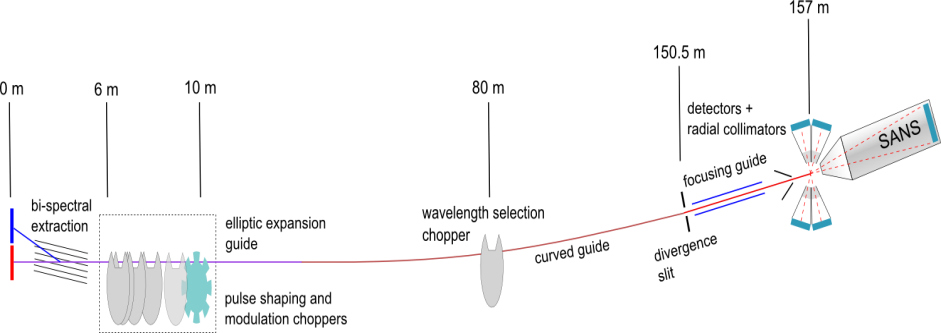 0 m
6 m
10 m
80 m
150.5 m
157 m
bi-spectral
extraction
elliptic expansion
guide
pulse shaping and
modulation choppers
wavelength selection
chopper
curved guide
detectors +
radial collimators
focusing guide
divergence
slit
SANS